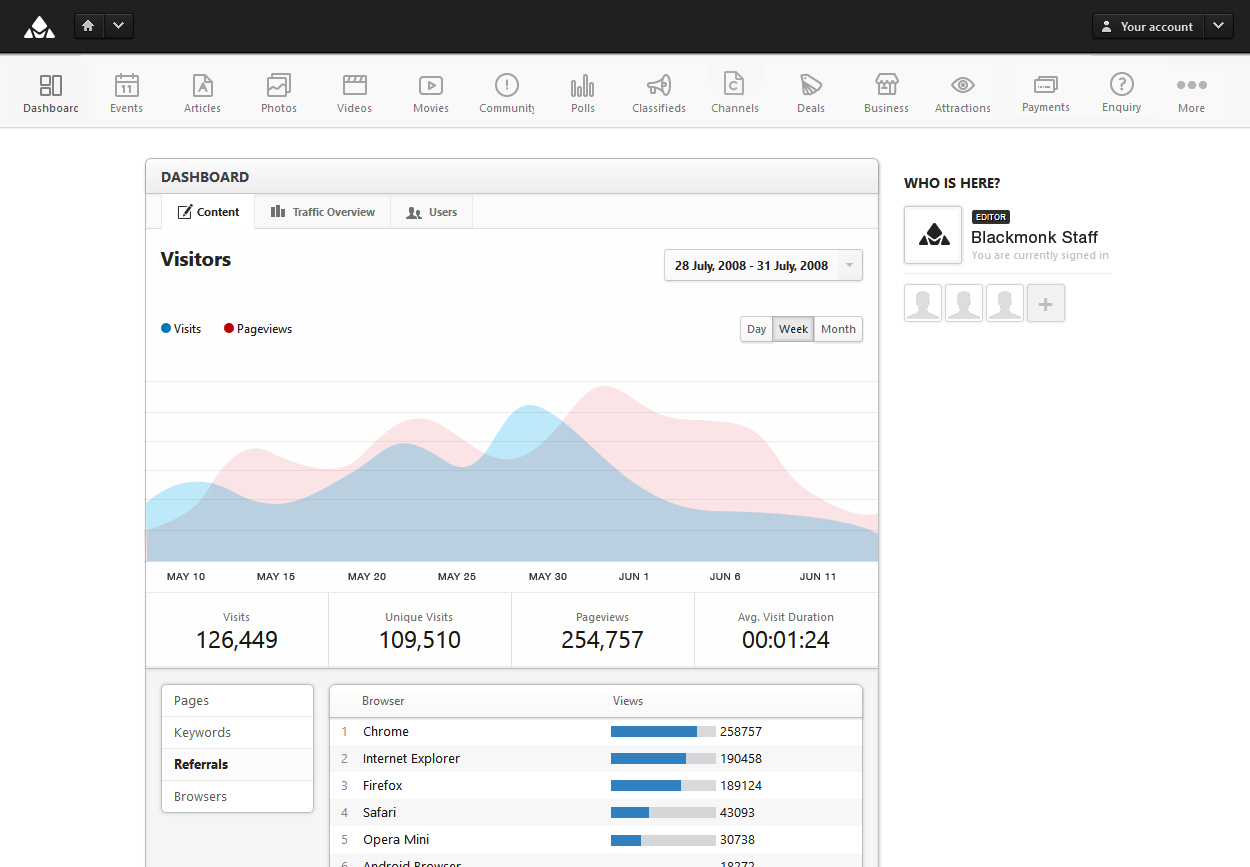 Your account
Dashboard
Events
Articles
Photos
Videos
Movies
Community
Polls
Classifieds
Channels
Deals
Business
Attractions
Payments
Enquiry
More
11
A
C
?
DASHBOARD
Content
Traffic Overview
Users
Visitors
28 July, 2008 - 31 July, 2008
Visits
Pageviews
Day
Week
Month
MAY 10
MAY 15
MAY 20
MAY 25
MAY 30
JUN 1
JUN 6
JUN 11
Visits
126,449
Unique Visits
109,510
Pageviews
254,757
Avg. Visit Duration
00:01:24
Pages
Keywords
Referrals
Browsers
Browser Views
1 Chrome 258757
2 Internet Explorer 190458
3 Firefox 189124
4 Safari 43093
5 Opera Mini 30738
6 Android Browser 18272
WHO IS HERE?
EDITOR
Blackmonk Staff
You are currently signed in